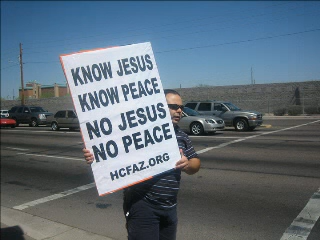 KNOW JESUS
KNOW PEACE
NO JESUS
NO PEACE
HCFAZ.ORG